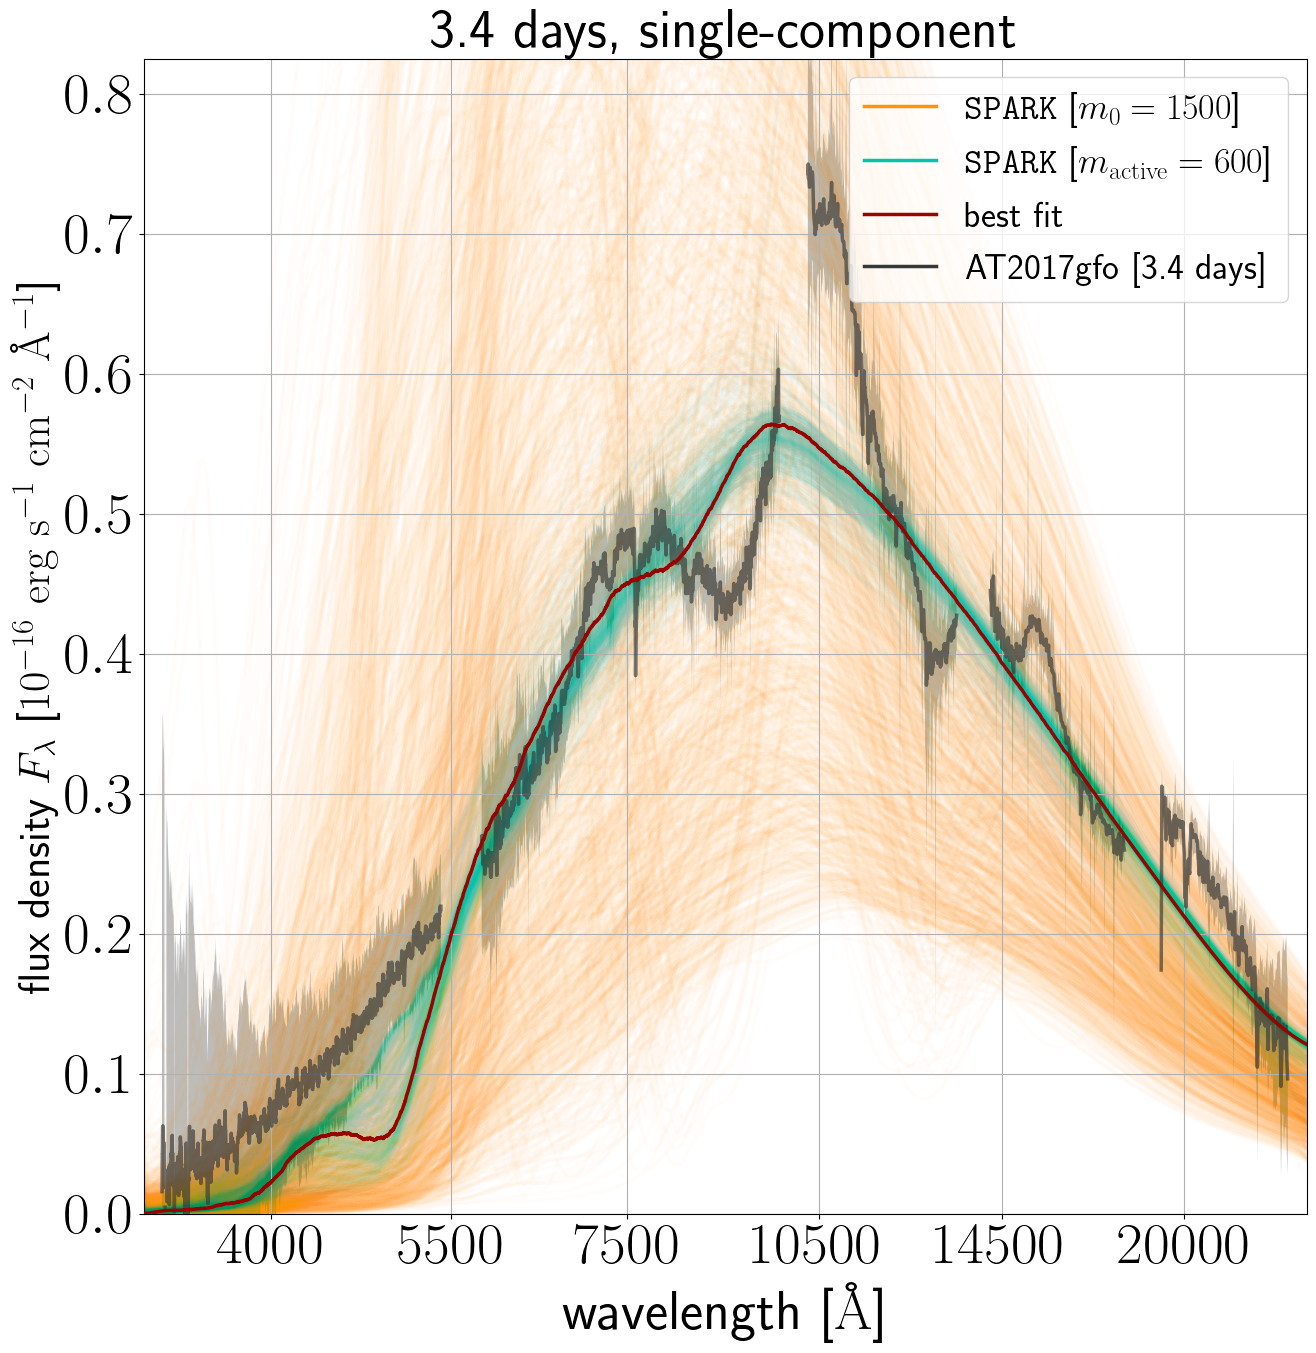 3.4 days, single-component
SPARK [m₀ = 1500]
SPARK [m_active = 600]
best fit
AT2017gfo [3.4 days]
flux density F_λ [10⁻¹⁶ erg s⁻¹ cm⁻² Å⁻¹]
0.8
0.7
0.6
0.5
0.4
0.3
0.2
0.1
0.0
4000 5500 7500 10500 14500 20000
wavelength [Å]